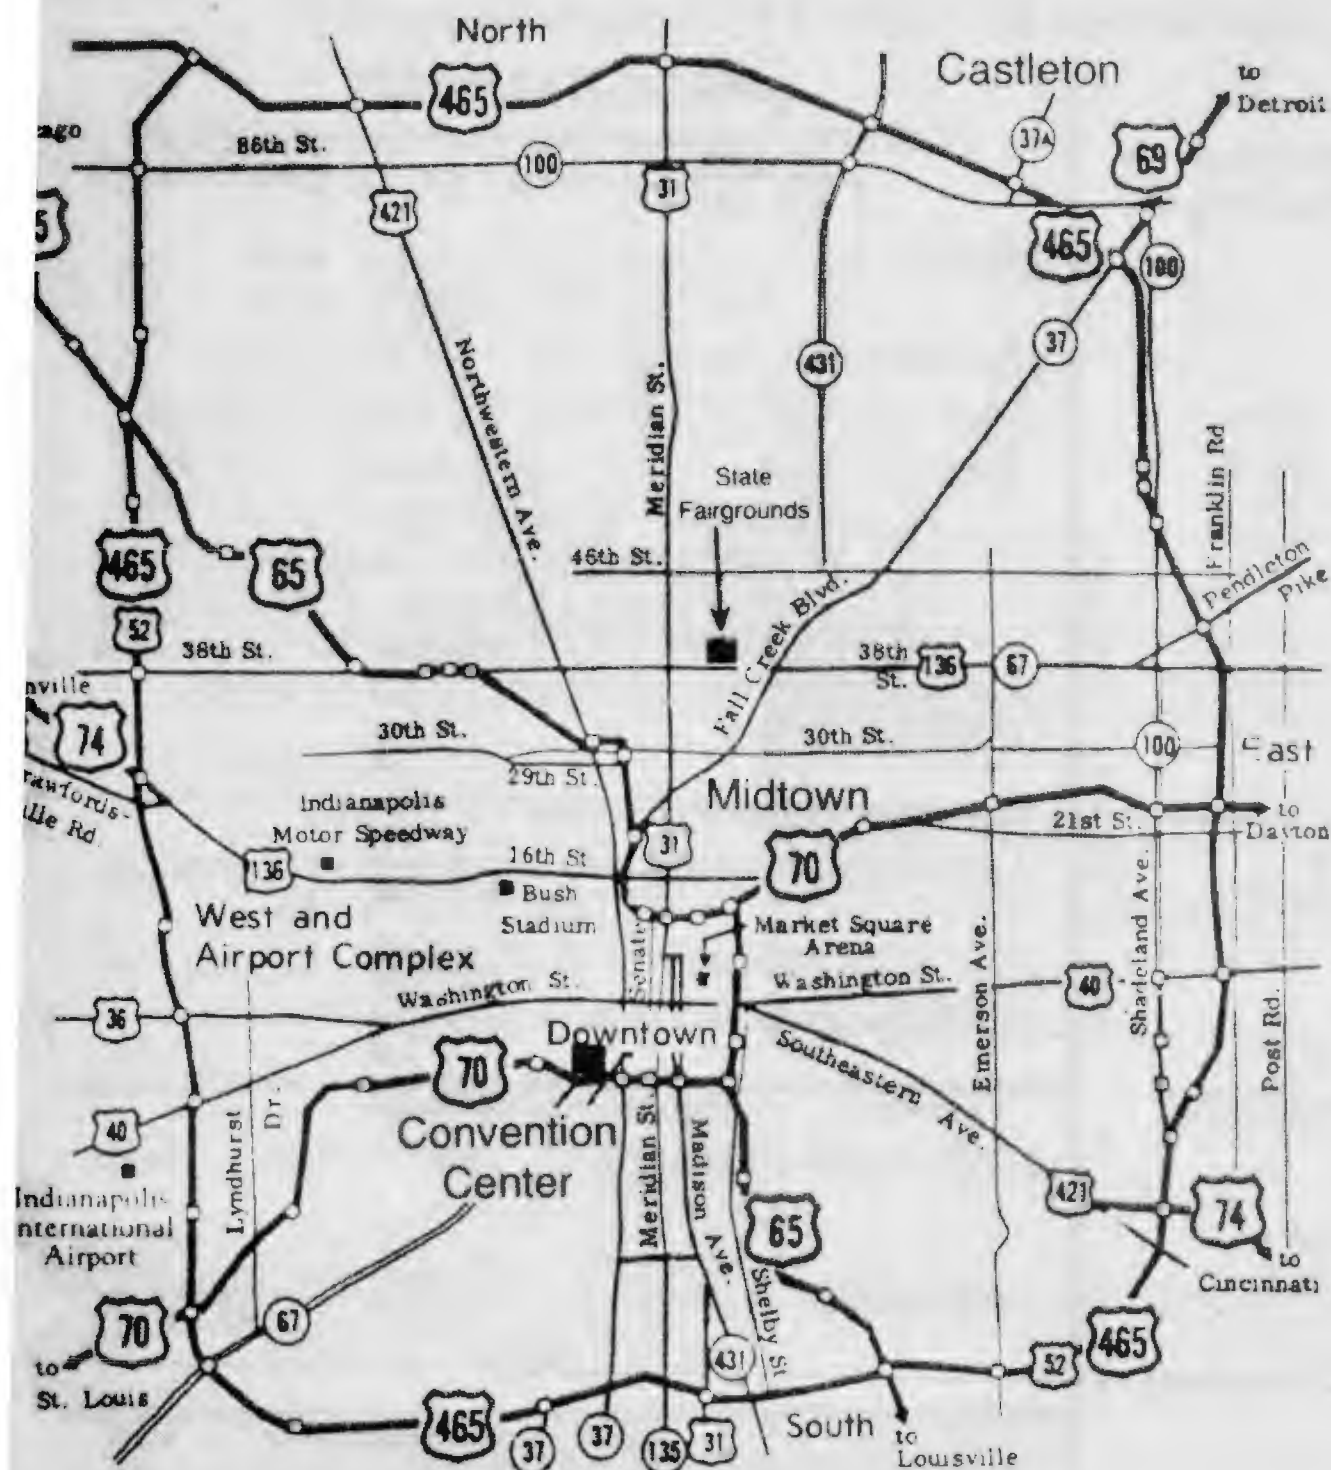 North
Castleton
to
Detroit
465
37A
69
86th St.
100
31
421
465
100
Northwestern Ave.
Meridian St.
431
37
Franklin Rd
State
Fairgrounds
46th St.
Pendleton
Pike
465
65
52
38th St.
Fall Creek Blvd.
38th
St.
136
67
74
30th St.
30th St.
100
East
29th St.
Indianapolis
Motor Speedway
Midtown
31
21st St.
to
Dayton
136
16th St
70
Bush
Stadium
West and
Airport Complex
Senate
Market Square
Arena
Washington St.
Washington St.
40
Emerson Ave.
Shadeland Ave.
Post Rd.
36
Downtown
Southeastern Ave.
70
40
Lyndhurst
Dr.
Convention
Center
Meridian St.
Madison
Ave.
421
74
to
Cincinnati
Indianapolis
International
Airport
65
Shelby St
70
67
to
St. Louis
431
52
465
465
37
37
135
31
South
to
Louisville